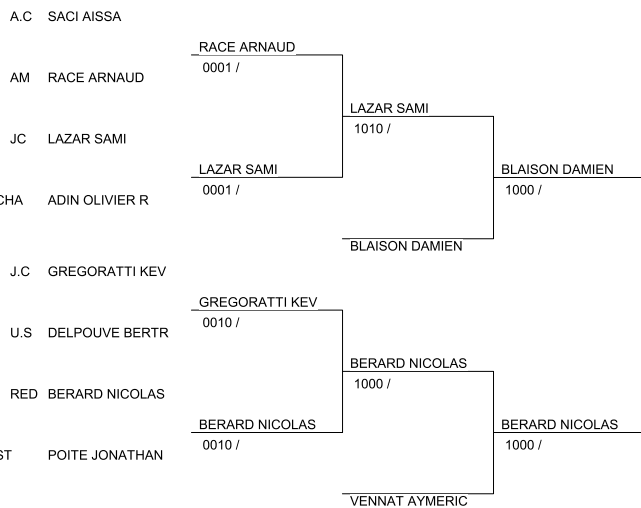 A.C SACI AISSA
RACE ARNAUD
0001 /
AM RACE ARNAUD
LAZAR SAMI
1010 /
JC LAZAR SAMI
LAZAR SAMI
0001 /
BLAISON DAMIEN
1000 /
CHA ADIN OLIVIER R
BLAISON DAMIEN
J.C GREGORATTI KEV
GREGORATTI KEV
0010 /
U.S DELPOUVE BERTR
BERARD NICOLAS
1000 /
RED BERARD NICOLAS
BERARD NICOLAS
0010 /
BERARD NICOLAS
1000 /
ST POITE JONATHAN
VENNAT AYMERIC